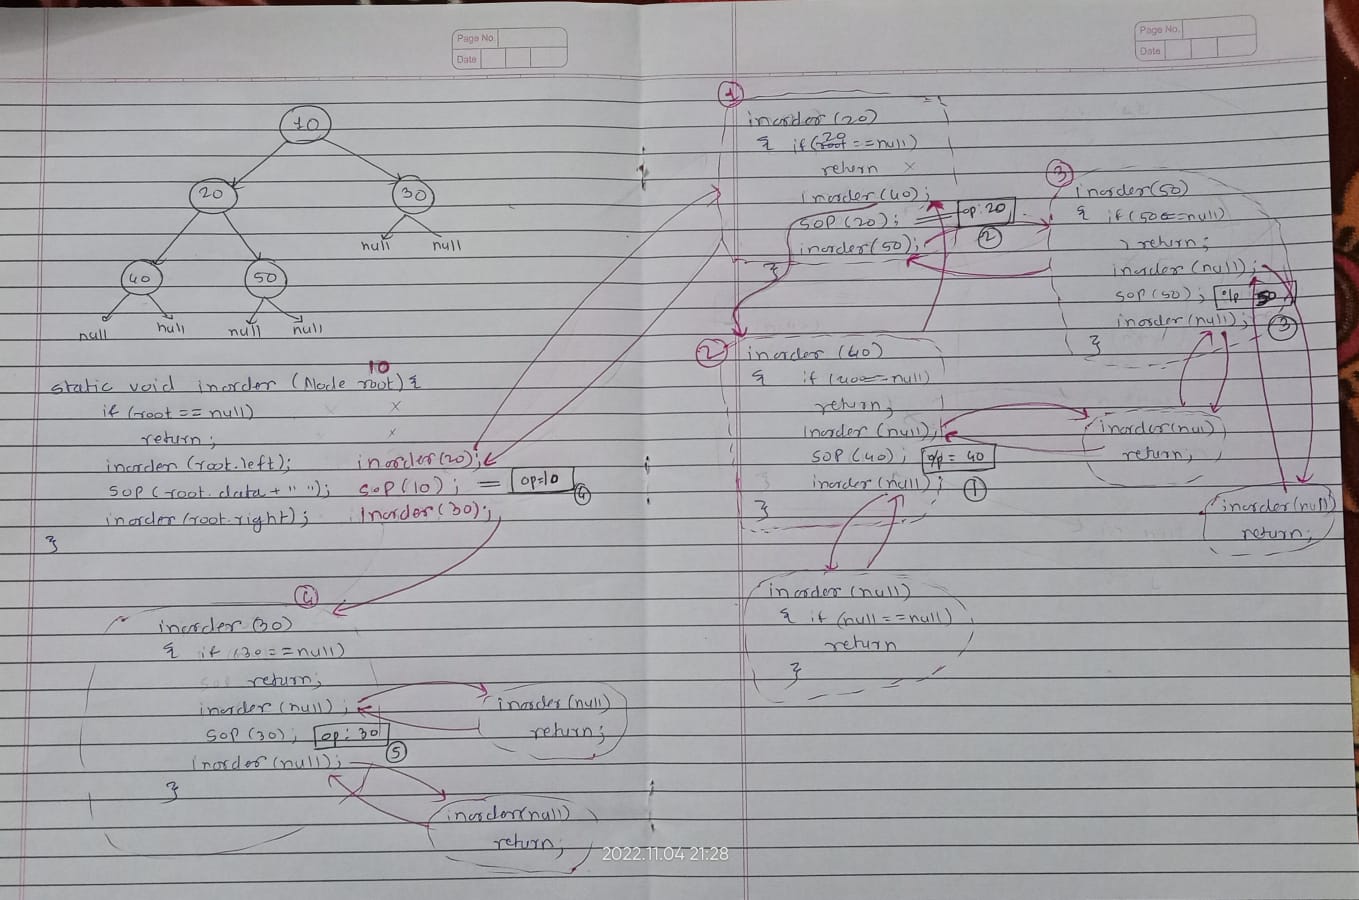 Page No.
Date
10
20
30
null
null
40
50
null
null
null
null
10
static void inorder (Node root) {
if (root == null) x
return; x
inorder (root.left); inorder(20);
SOP (root.data + " "); SOP(10); = op=10
4
inorder (root.right); Inorder(30);
}
4
inorder (30)
{ if (30 == null)
return;
inorder (null);
SOP (30); op: 30
5
inorder (null);
}
inorder (null)
return;
inorder(null)
return;
Page No.
Date
1
inorder (20)
{ if (20 == null)
return x
inorder (40);
SOP (20); = op: 20
2
inorder (50);
}
3
inorder (50)
{ if (50 == null)
) return;
inorder (null);
SOP (50); o/p 50
inorder (null);
3
}
2
inorder (40)
{ if (40 == null)
return;
inorder (null);
SOP (40); o/p = 40
inorder (null);
1
}
inorder (nul)
return;
inorder (null)
return;
inorder (null)
{ if (null == null)
return
}
2022.11.04 21:28